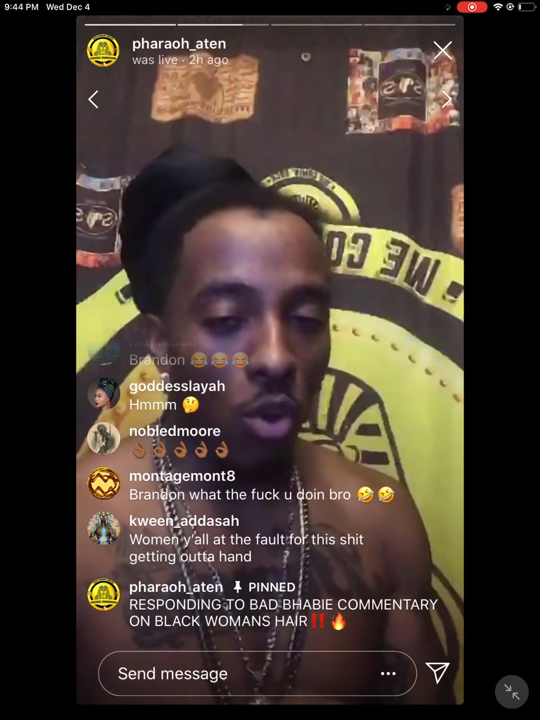 9:44 PM Wed Dec 4
pharaoh_aten
was live · 2h ago
WE CO
Brandon 😂😂😂
goddesslayah
Hmmm 🤔
nobledmoore
👌🏾👌🏾👌🏾👌🏾👌🏾
montagemont8
Brandon what the fuck u doin bro 🤣🤣
kween_addasah
Women y'all at the fault for this shit
getting outta hand
pharaoh_aten 📌 PINNED
RESPONDING TO BAD BHABIE COMMENTARY
ON BLACK WOMANS HAIR‼️🔥
Send message